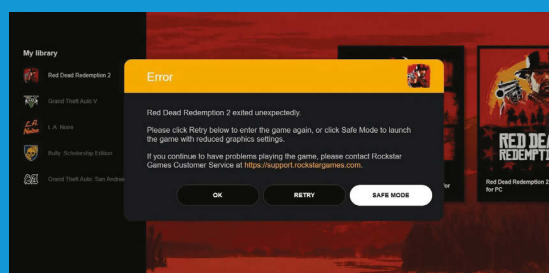 My library
Red Dead Redemption 2
Grand Theft Auto V
L.A. Noire
Bully: Scholarship Edition
Grand Theft Auto: San Andreas
Error
Red Dead Redemption 2 exited unexpectedly.
Please click Retry below to enter the game again, or click Safe Mode to launch
the game with reduced graphics settings.
If you continue to have problems playing the game, please contact Rockstar
Games Customer Service at https://support.rockstargames.com.
OK
RETRY
SAFE MODE
for
RED DEA
REDEMPTI
Red Dead Redemption 2
for PC